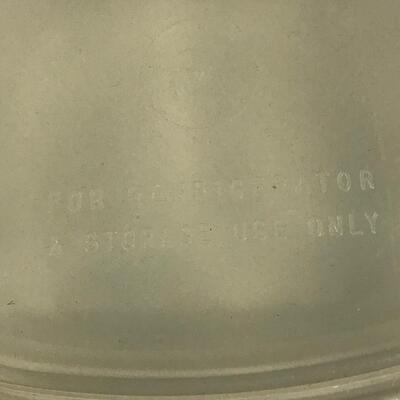 FOR REFRIGERATOR
& STORAGE USE ONLY